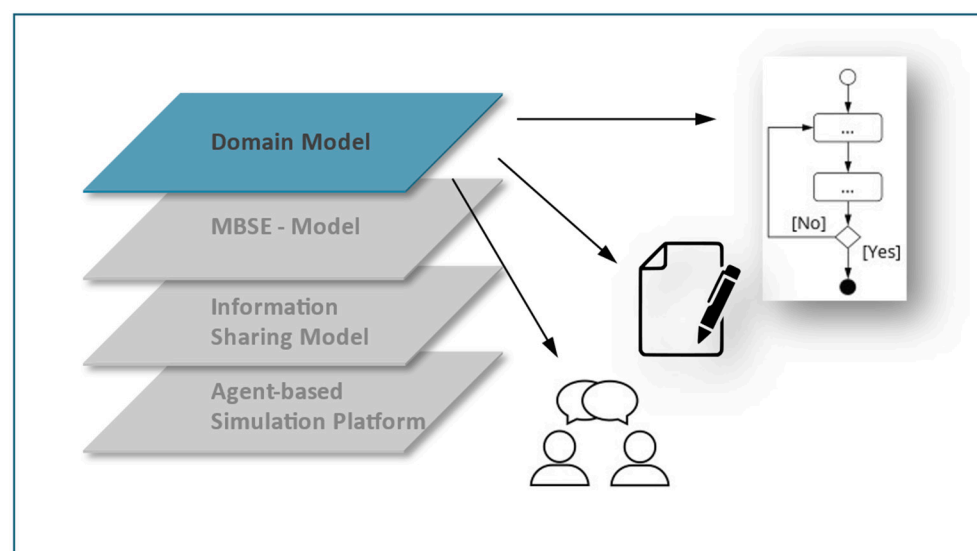 Domain Model
MBSE - Model
Information
Sharing Model
Agent-based
Simulation Platform
...
...
[No]
[Yes]